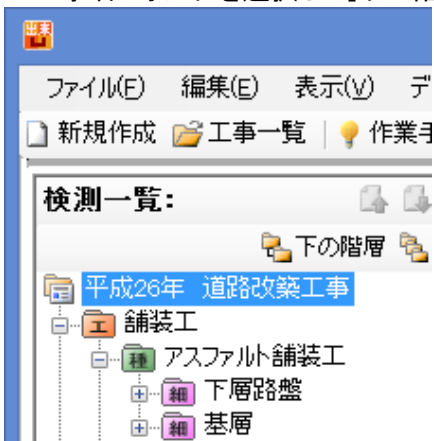 出来
ファイル(F) 編集(E) 表示(V) デ
新規作成 工事一覧 作業手
検測一覧:
下の階層
平成26年 道路改築工事
工 舗装工
種 アスファルト舗装工
細 下層路盤
細 基層